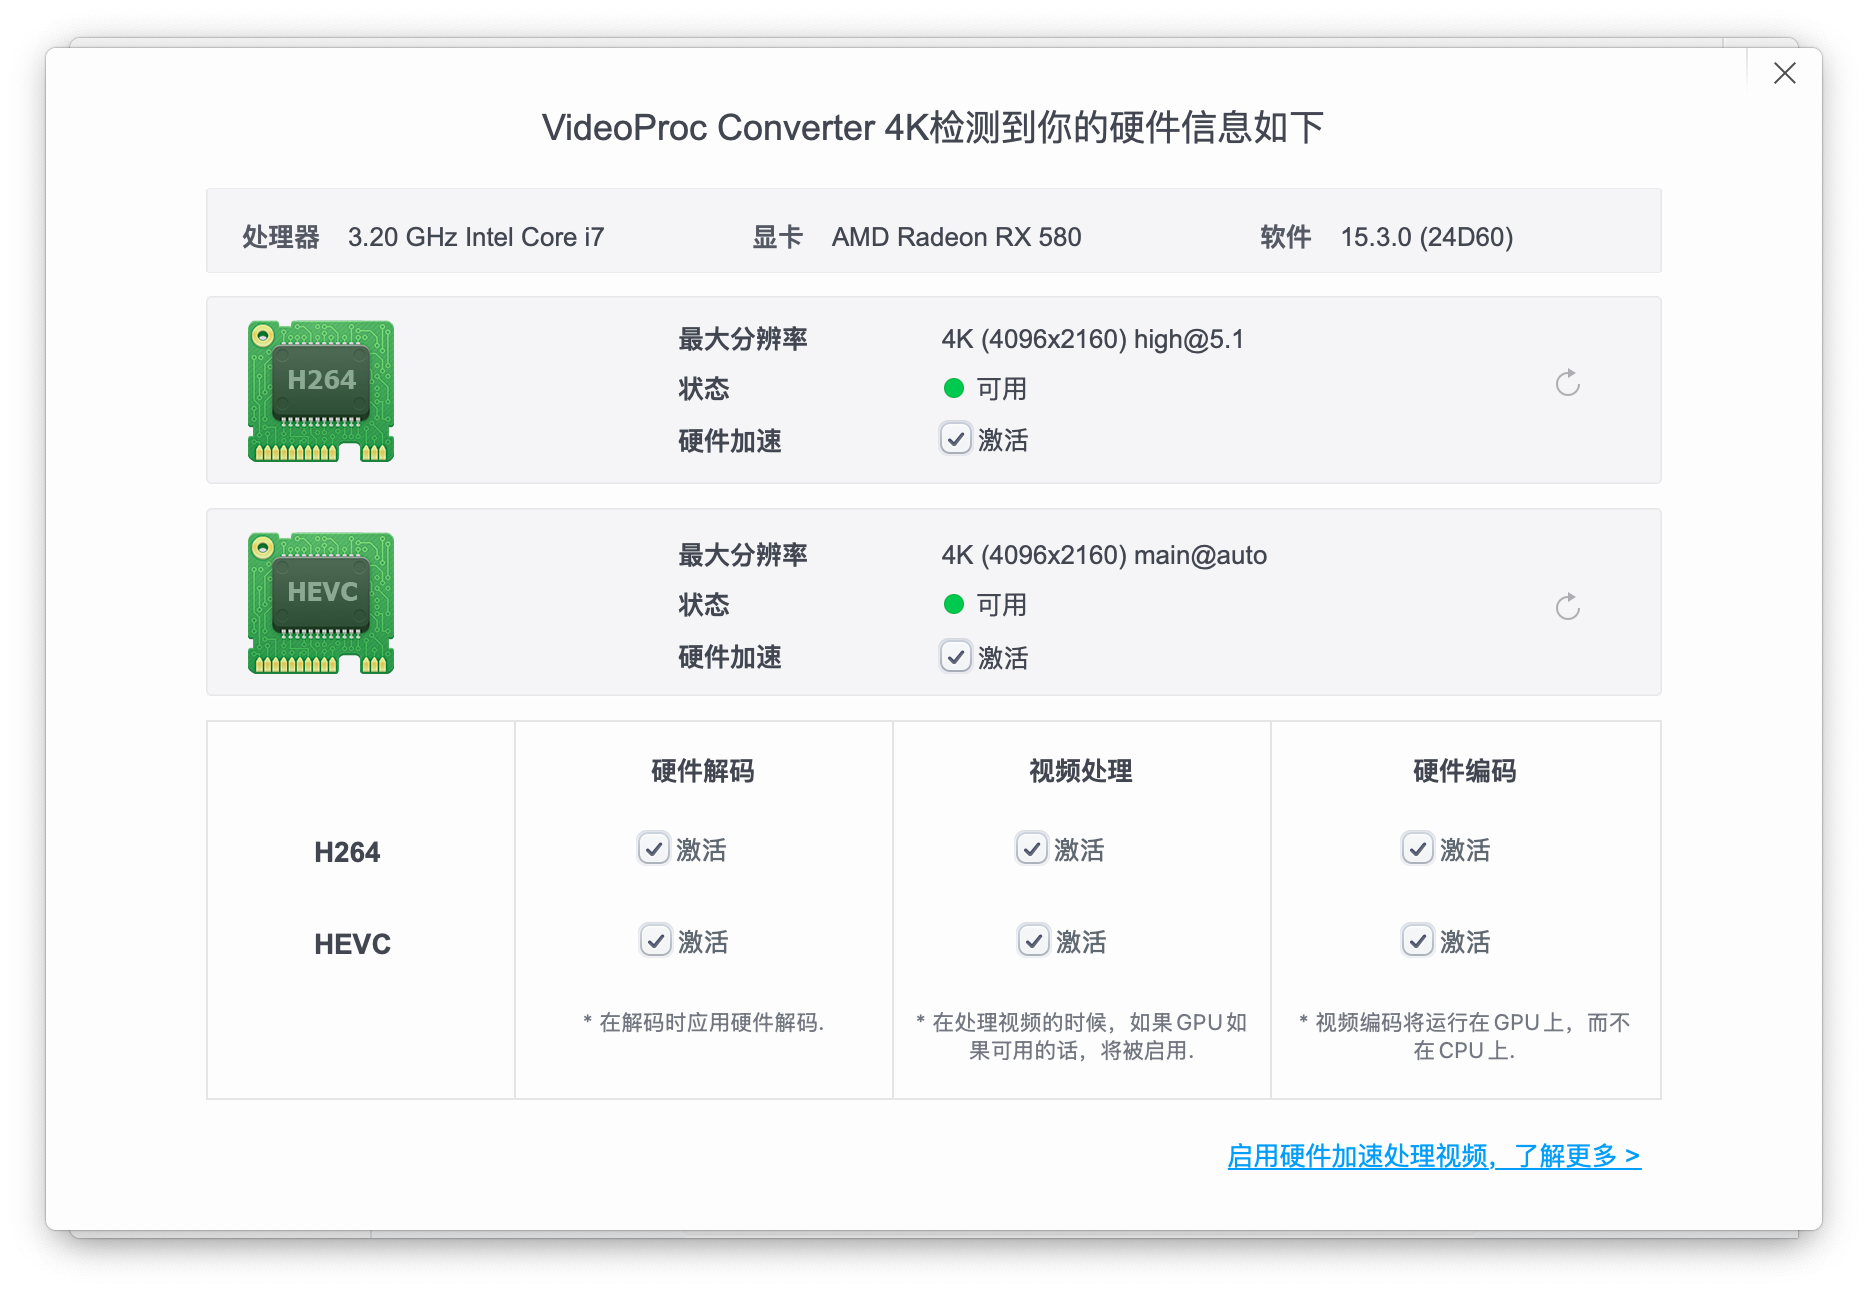 VideoProc Converter 4K检测到你的硬件信息如下
处理器 3.20 GHz Intel Core i7 显卡 AMD Radeon RX 580 软件 15.3.0 (24D60)
H264
最大分辨率 4K (4096x2160) high@5.1
状态 可用
硬件加速 激活
HEVC
最大分辨率 4K (4096x2160) main@auto
状态 可用
硬件加速 激活
硬件解码 视频处理 硬件编码
H264 激活 激活 激活
HEVC 激活 激活 激活
* 在解码时应用硬件解码.
* 在处理视频的时候，如果GPU如
果可用的话，将被启用.
* 视频编码将运行在GPU上，而不
在CPU上.
启用硬件加速处理视频，了解更多 >